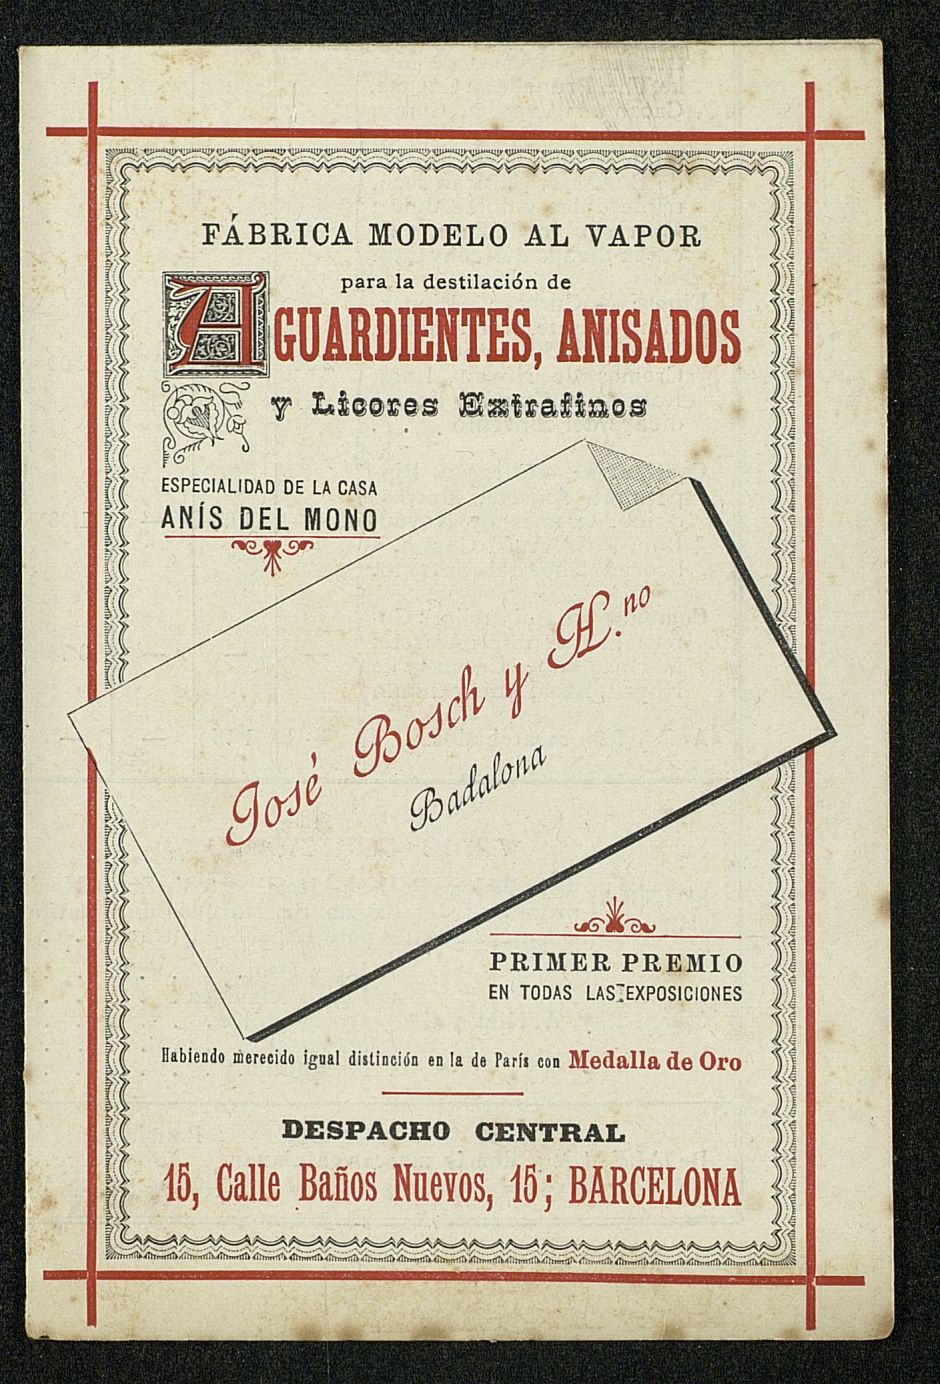 FÁBRICA MODELO AL VAPOR
para la destilación de
AGUARDIENTES, ANISADOS
y Licores Extrafinos
ESPECIALIDAD DE LA CASA
ANÍS DEL MONO
José Bosch y H.no
Badalona
PRIMER PREMIO
EN TODAS LAS EXPOSICIONES
Habiendo merecido igual distinción en la de París con Medalla de Oro
DESPACHO CENTRAL
15, Calle Baños Nuevos, 15; BARCELONA